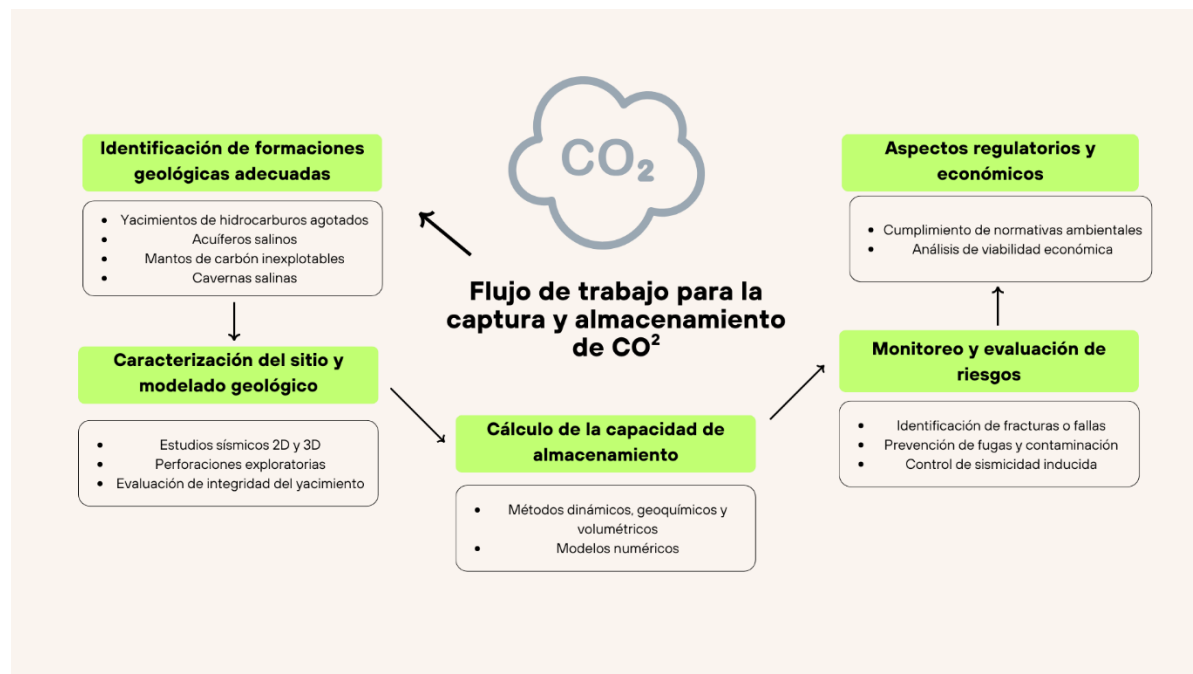 CO₂
Flujo de trabajo para la
captura y almacenamiento
de CO²
Identificación de formaciones
geológicas adecuadas
• Yacimientos de hidrocarburos agotados
• Acuíferos salinos
• Mantos de carbón inexplotables
• Cavernas salinas
Caracterización del sitio y
modelado geológico
• Estudios sísmicos 2D y 3D
• Perforaciones exploratorias
• Evaluación de integridad del yacimiento
Cálculo de la capacidad de
almacenamiento
• Métodos dinámicos, geoquímicos y
volumétricos
• Modelos numéricos
Monitoreo y evaluación de
riesgos
• Identificación de fracturas o fallas
• Prevención de fugas y contaminación
• Control de sismicidad inducida
Aspectos regulatorios y
económicos
• Cumplimiento de normativas ambientales
• Análisis de viabilidad económica